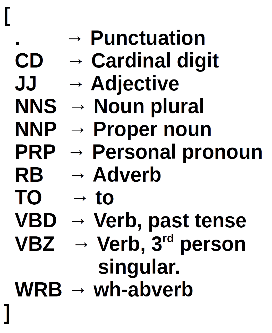 [
. → Punctuation
CD → Cardinal digit
JJ → Adjective
NNS → Noun plural
NNP → Proper noun
PRP → Personal pronoun
RB → Adverb
TO → to
VBD → Verb, past tense
VBZ → Verb, 3rd person
singular.
WRB → wh-abverb
]